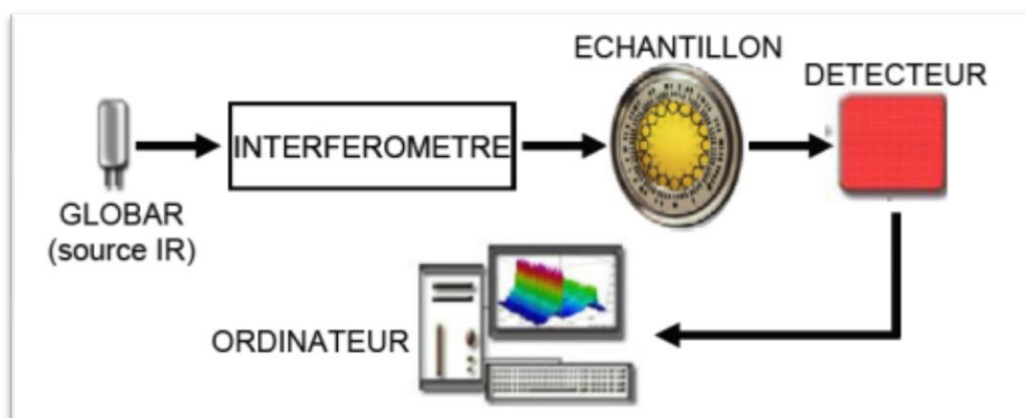 ECHANTILLON
DETECTEUR
INTERFEROMETRE
GLOBAR
(source IR)
ORDINATEUR